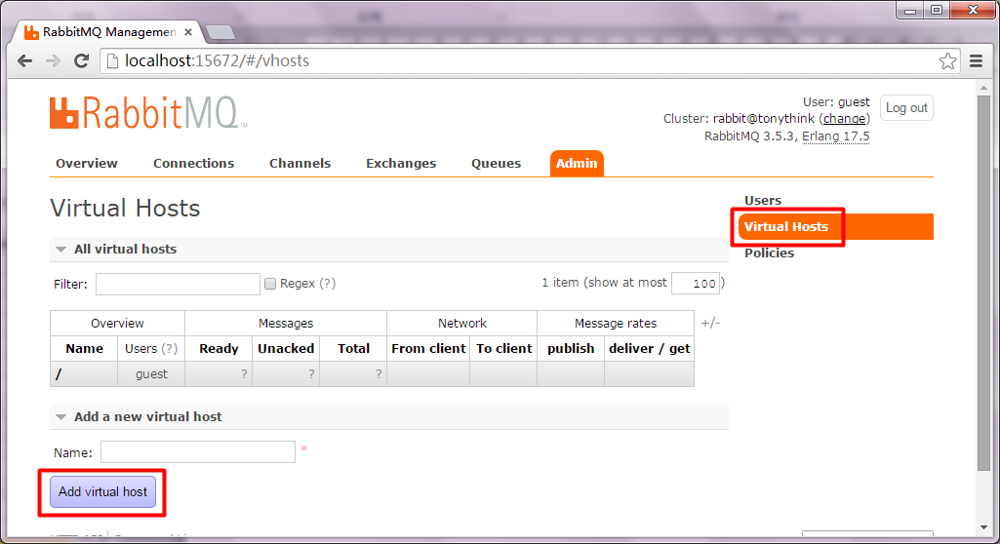 RabbitMQ Managemen
localhost:15672/#/vhosts
RabbitMQ™
User: guest
Log out
Cluster: rabbit@tonythink (change)
RabbitMQ 3.5.3, Erlang 17.5
Overview Connections Channels Exchanges Queues Admin
Virtual Hosts
Users
Virtual Hosts
Policies
All virtual hosts
Filter: Regex (?) 1 item (show at most 100)
Overview Messages Network Message rates +/-
Name Users (?) Ready Unacked Total From client To client publish deliver / get
/ guest ? ? ?
Add a new virtual host
Name: *
Add virtual host